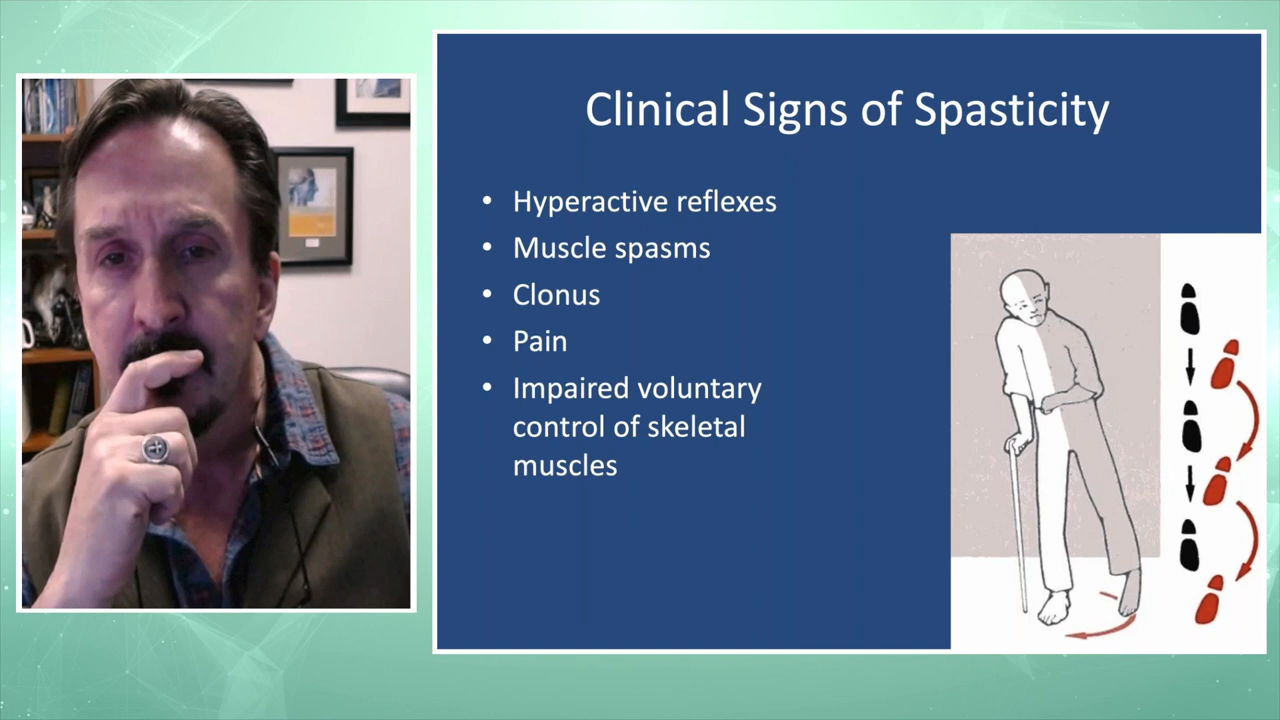 Clinical Signs of Spasticity
• Hyperactive reflexes
• Muscle spasms
• Clonus
• Pain
• Impaired voluntary
control of skeletal
muscles